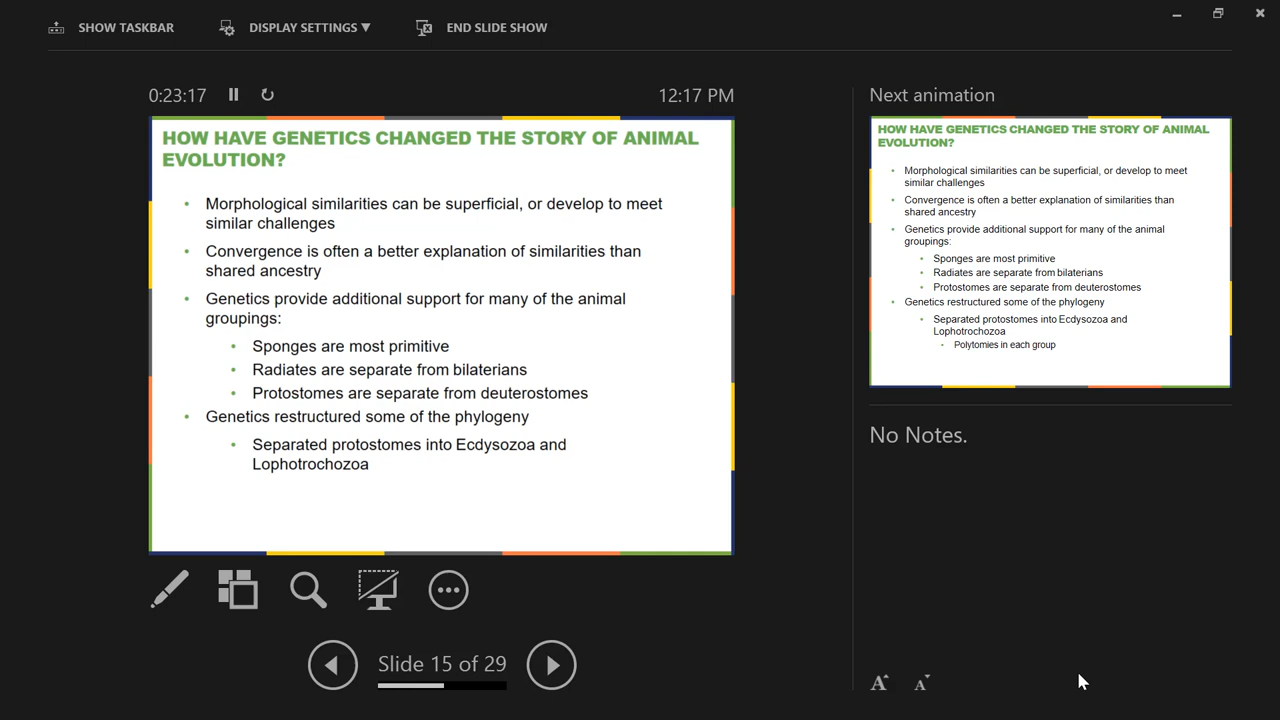 SHOW TASKBAR
DISPLAY SETTINGS ▼
END SLIDE SHOW
0:23:17
12:17 PM
HOW HAVE GENETICS CHANGED THE STORY OF ANIMAL
EVOLUTION?
• Morphological similarities can be superficial, or develop to meet
similar challenges
• Convergence is often a better explanation of similarities than
shared ancestry
• Genetics provide additional support for many of the animal
groupings:
• Sponges are most primitive
• Radiates are separate from bilaterians
• Protostomes are separate from deuterostomes
• Genetics restructured some of the phylogeny
• Separated protostomes into Ecdysozoa and
Lophotrochozoa
Slide 15 of 29
Next animation
HOW HAVE GENETICS CHANGED THE STORY OF ANIMAL
EVOLUTION?
• Morphological similarities can be superficial, or develop to meet
similar challenges
• Convergence is often a better explanation of similarities than
shared ancestry
• Genetics provide additional support for many of the animal
groupings:
• Sponges are most primitive
• Radiates are separate from bilaterians
• Protostomes are separate from deuterostomes
• Genetics restructured some of the phylogeny
• Separated protostomes into Ecdysozoa and
Lophotrochozoa
• Polytomies in each group
No Notes.
A A